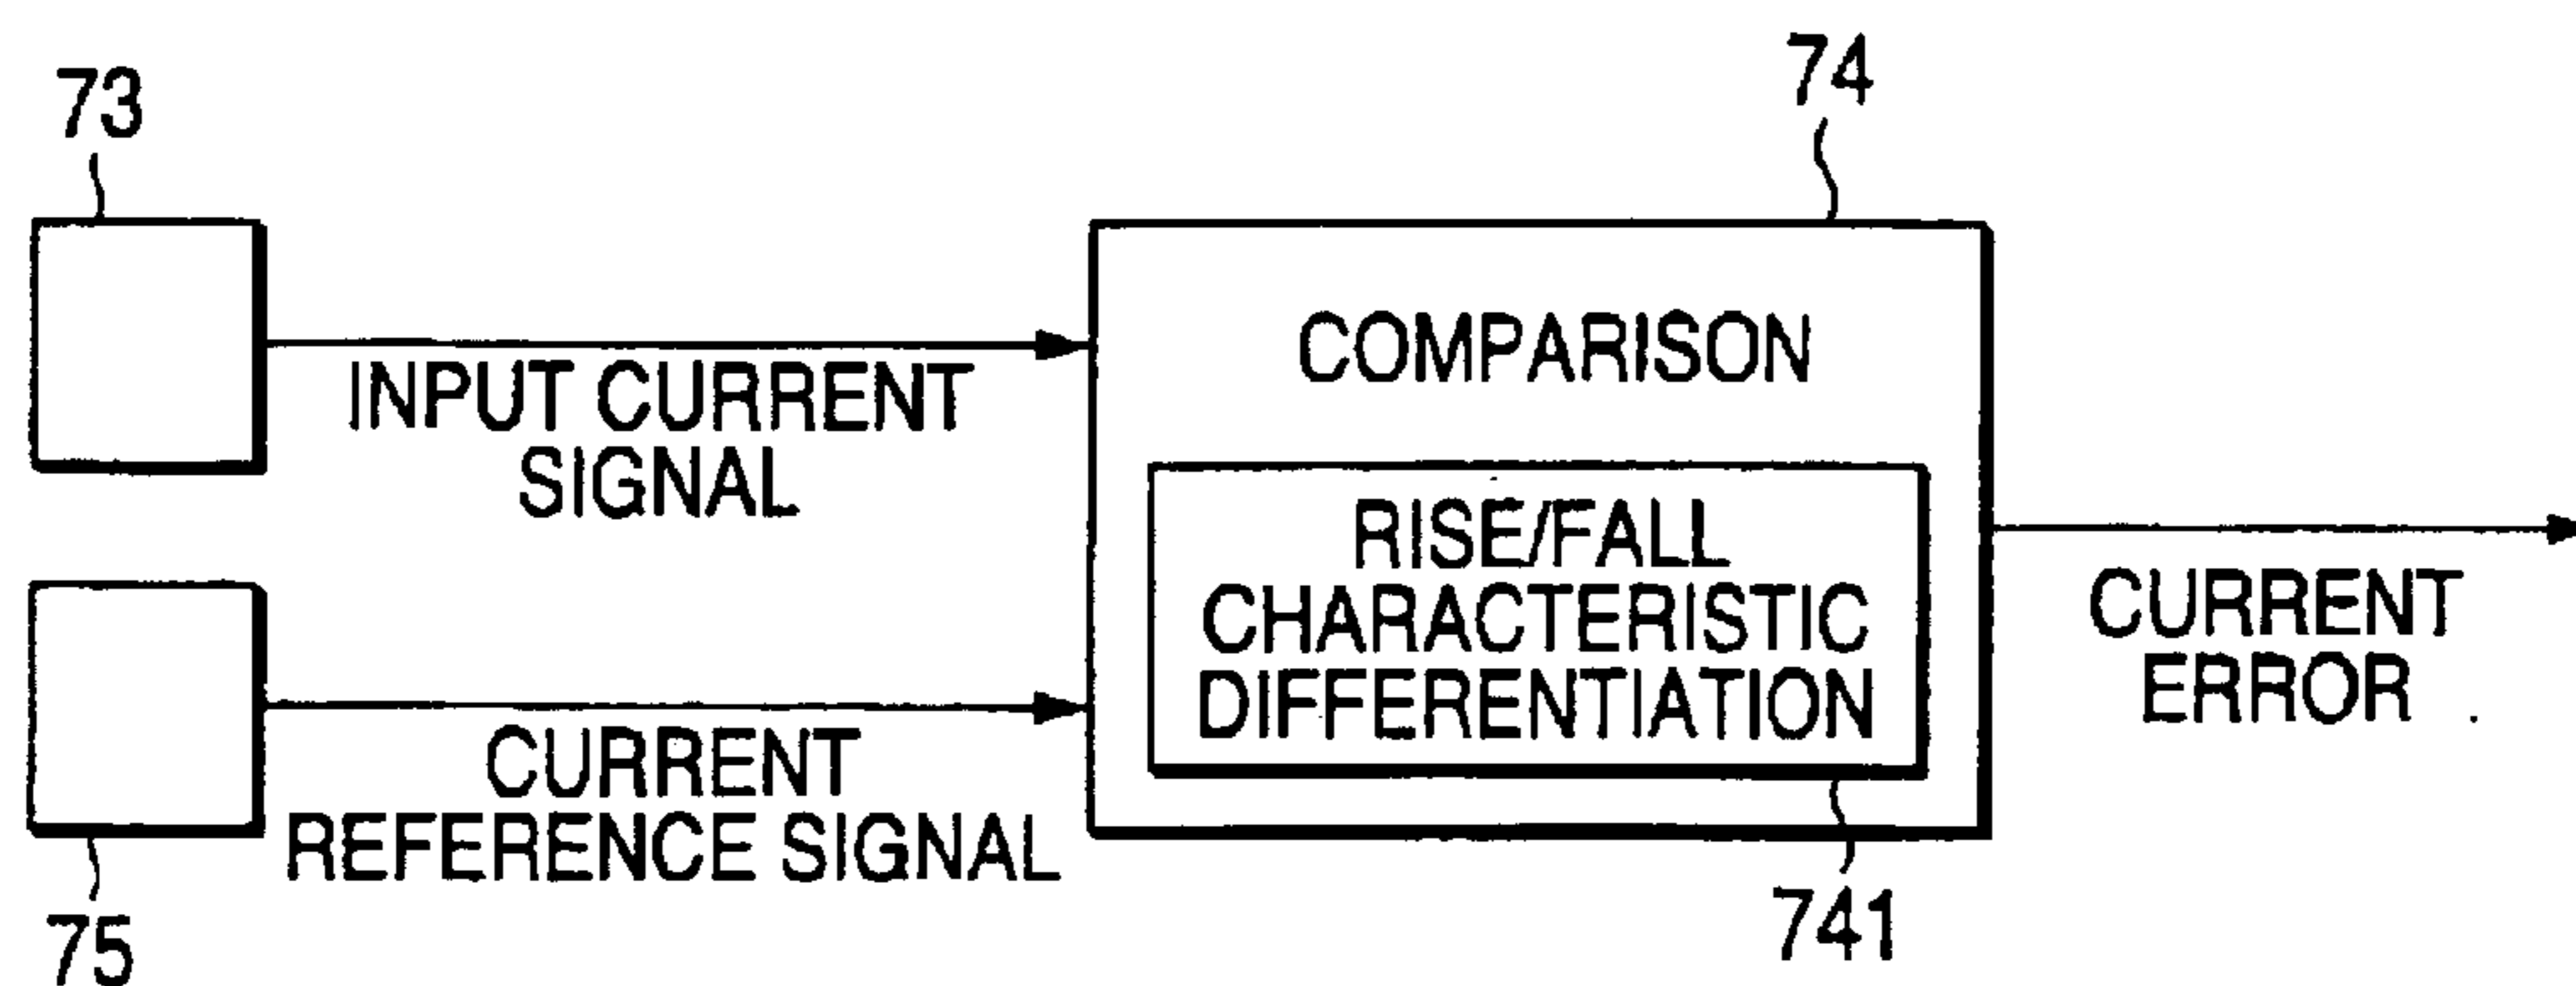 73
74
INPUT CURRENT
SIGNAL
COMPARISON
RISE/FALL
CHARACTERISTIC
DIFFERENTIATION
CURRENT
REFERENCE SIGNAL
CURRENT
ERROR
75
741